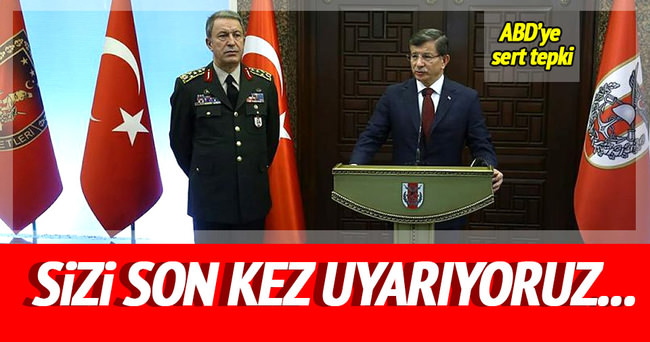 ABD'ye
sert tepki
SİZİ SON KEZ UYARIYORUZ...